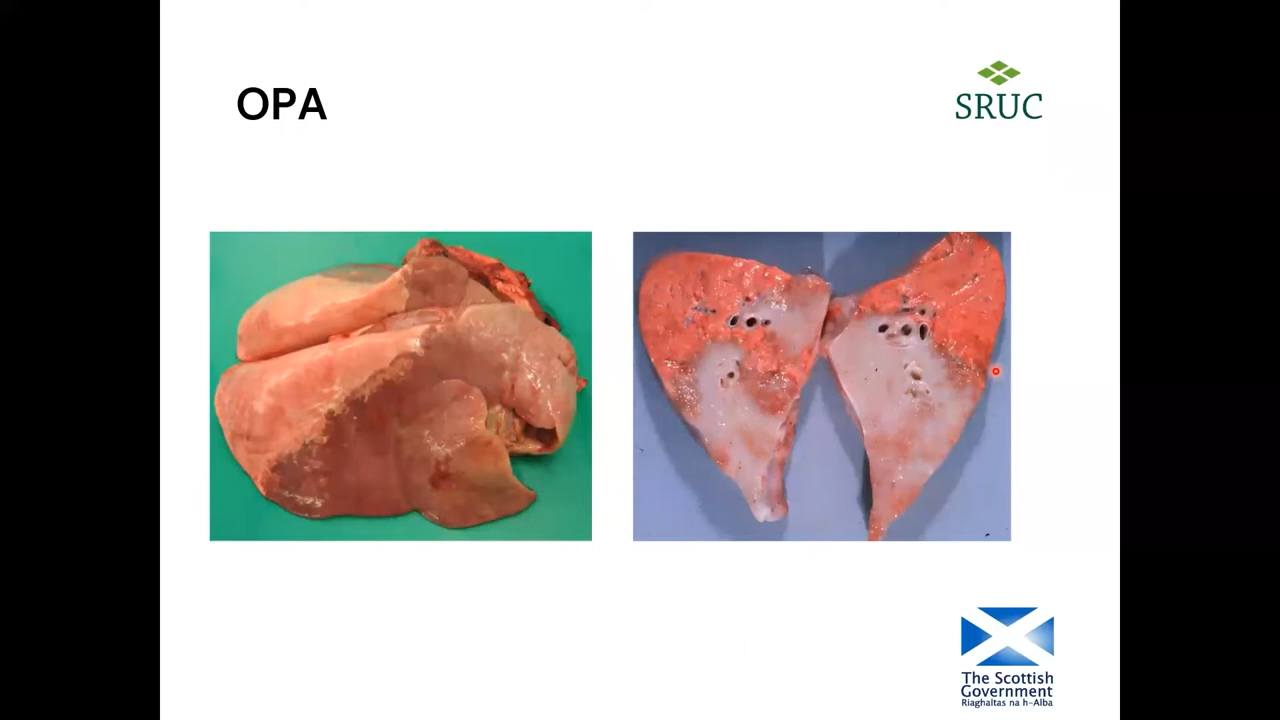 OPA
SRUC
The Scottish
Government
Riaghaltas na h-Alba